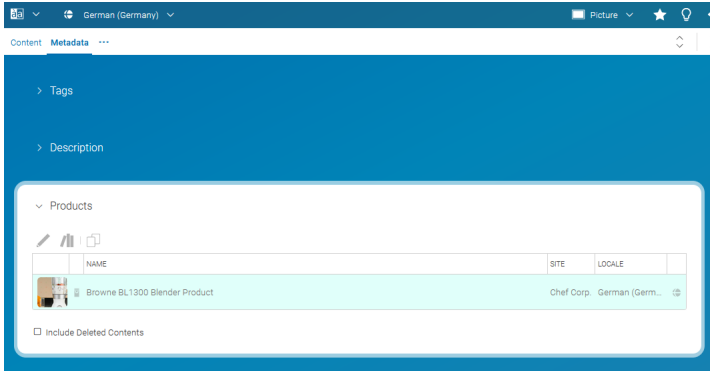 German (Germany)
Picture
Content Metadata ···
Tags
Description
Products
NAME SITE LOCALE
Browne BL1300 Blender Product Chef Corp. German (Germ...
Include Deleted Contents